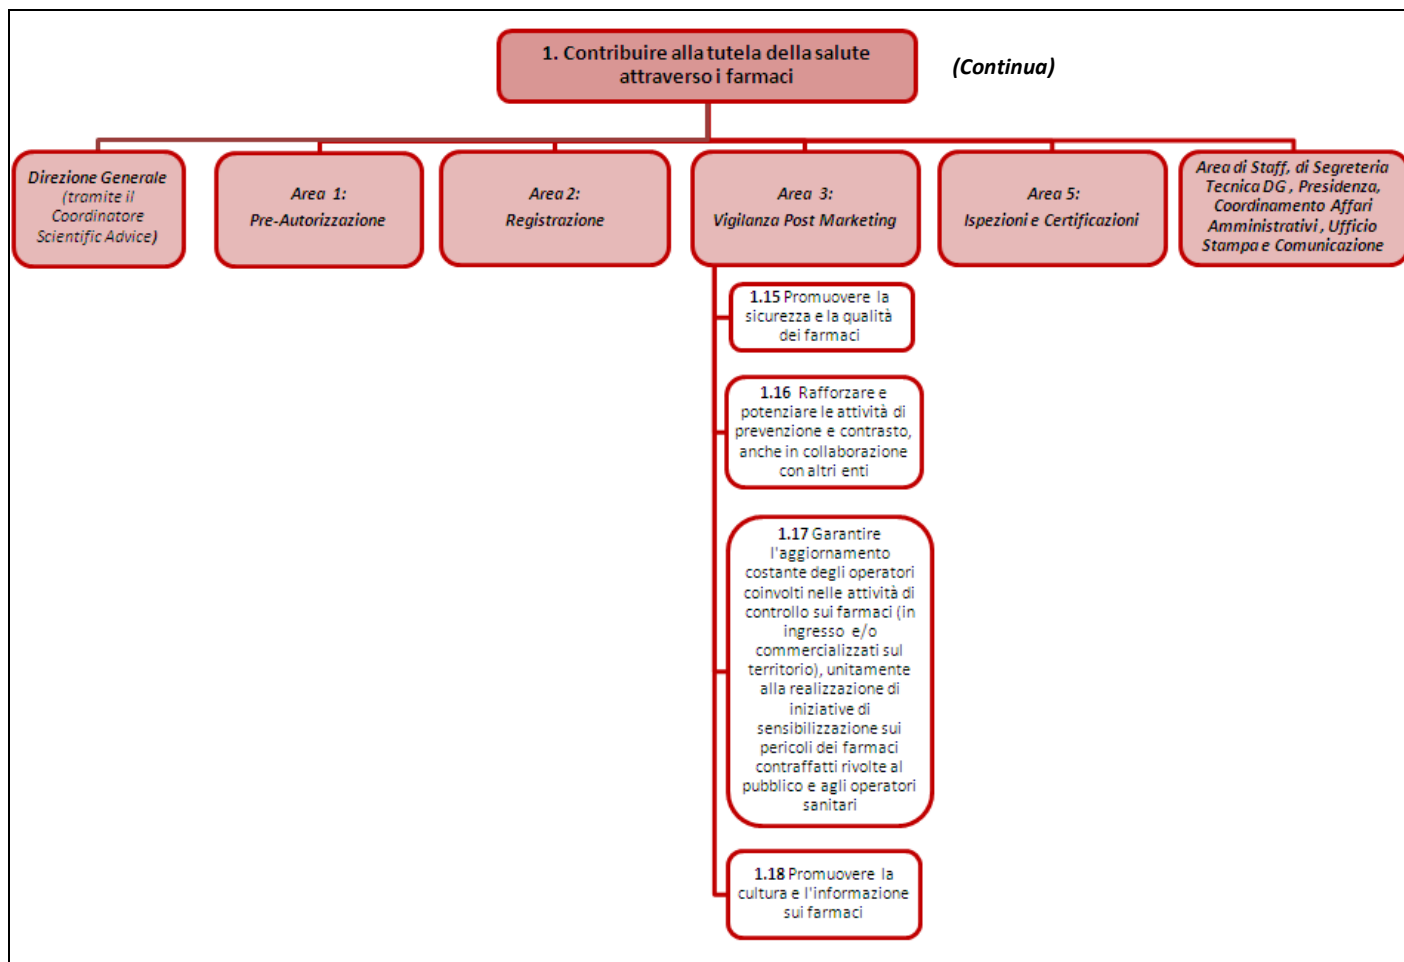 1. Contribuire alla tutela della salute
attraverso i farmaci
(Continua)
Direzione Generale
(tramite il
Coordinatore
Scientific Advice)
Area 1:
Pre-Autorizzazione
Area 2:
Registrazione
Area 3:
Vigilanza Post Marketing
Area 5:
Ispezioni e Certificazioni
Area di Staff, di Segreteria
Tecnica DG , Presidenza,
Coordinamento Affari
Amministrativi , Ufficio
Stampa e Comunicazione
1.15 Promuovere la
sicurezza e la qualità
dei farmaci
1.16 Rafforzare e
potenziare le attività di
prevenzione e contrasto,
anche in collaborazione
con altri enti
1.17 Garantire
l'aggiornamento
costante degli operatori
coinvolti nelle attività di
controllo sui farmaci (in
ingresso e/o
commercializzati sul
territorio), unitamente
alla realizzazione di
iniziative di
sensibilizzazione sui
pericoli dei farmaci
contraffatti rivolte al
pubblico e agli operatori
sanitari
1.18 Promuovere la
cultura e l'informazione
sui farmaci